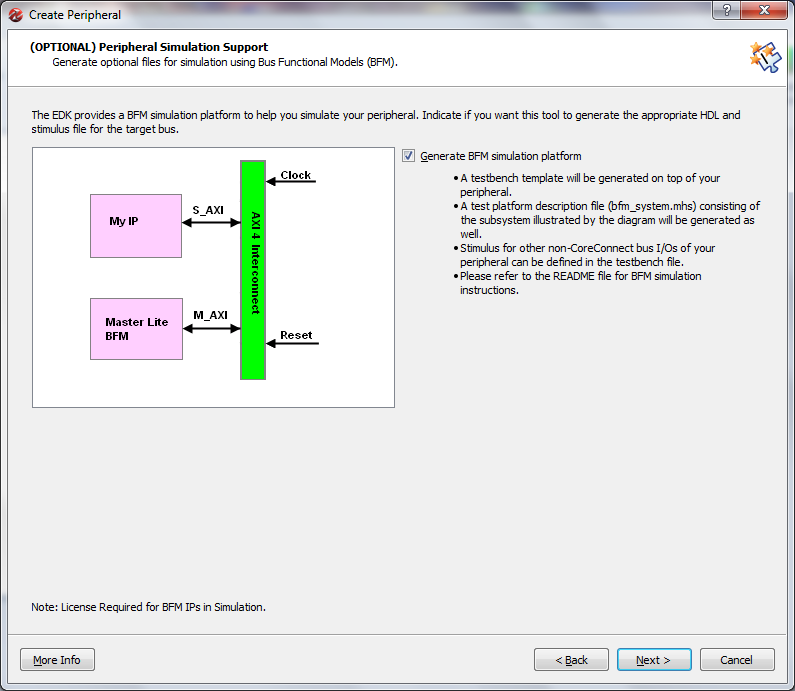 Create Peripheral
?
X
(OPTIONAL) Peripheral Simulation Support
Generate optional files for simulation using Bus Functional Models (BFM).
The EDK provides a BFM simulation platform to help you simulate your peripheral. Indicate if you want this tool to generate the appropriate HDL and
stimulus file for the target bus.
My IP
S_AXI
Clock
AXI 4 Interconnect
Master Lite
BFM
M_AXI
Reset
Generate BFM simulation platform
• A testbench template will be generated on top of your
peripheral.
• A test platform description file (bfm_system.mhs) consisting of
the subsystem illustrated by the diagram will be generated as
well.
• Stimulus for other non-CoreConnect bus I/Os of your
peripheral can be defined in the testbench file.
• Please refer to the README file for BFM simulation
instructions.
Note: License Required for BFM IPs in Simulation.
More Info
< Back
Next >
Cancel